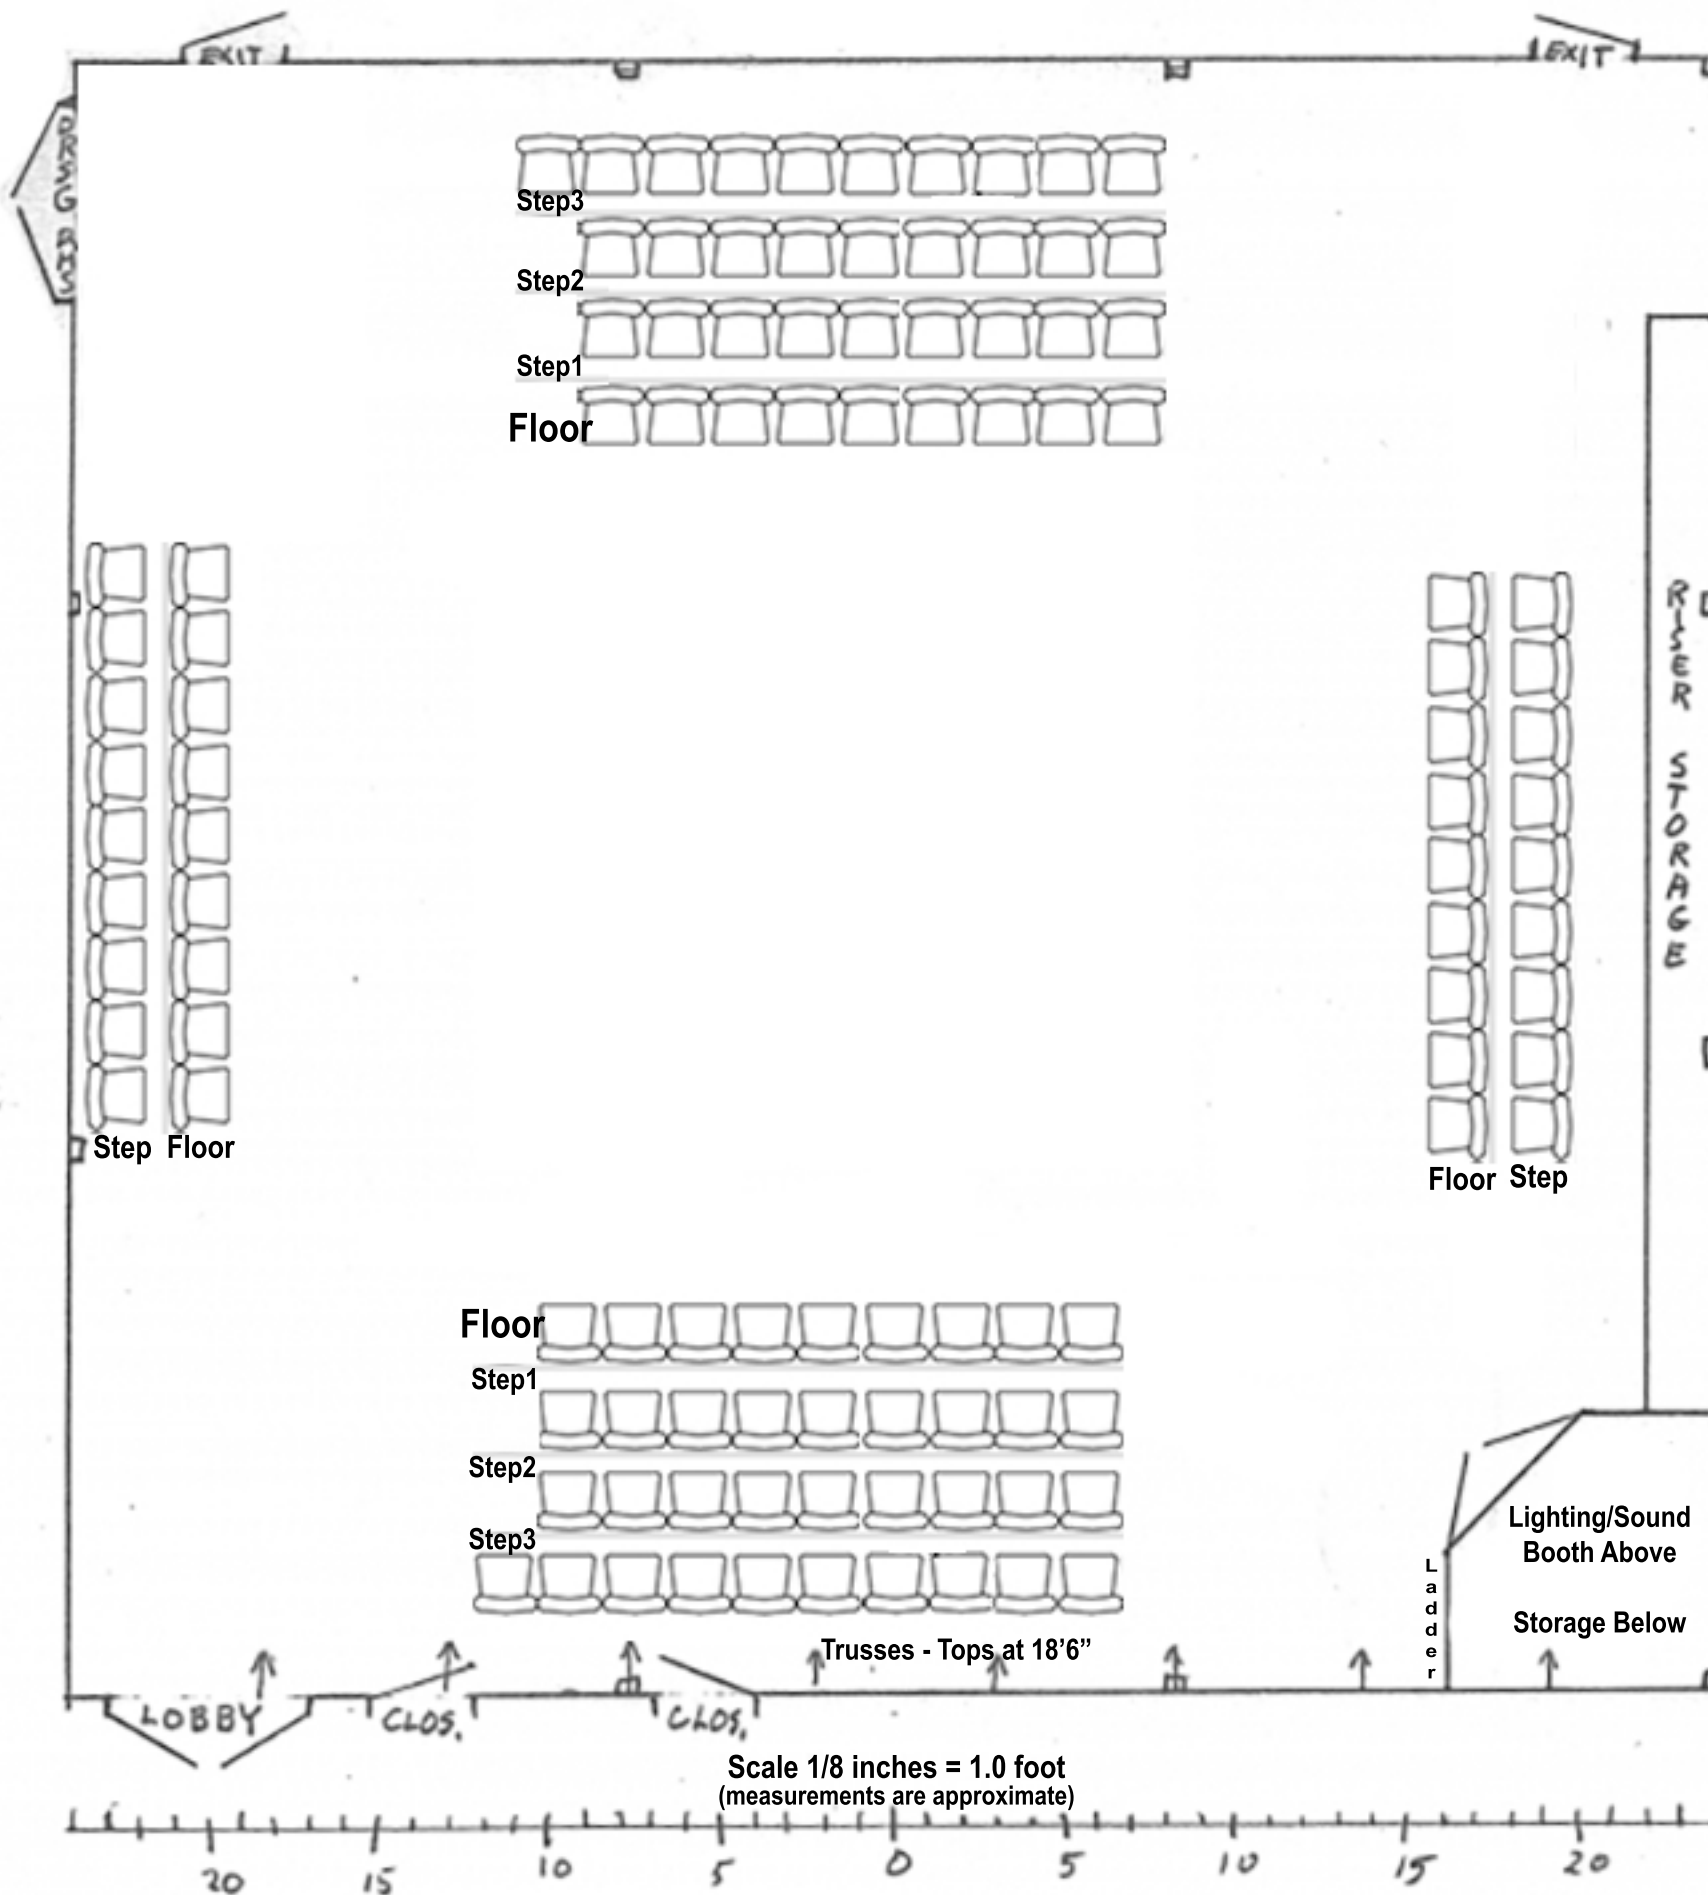 EXIT
EXIT
DRSG RMS
Step3
Step2
Step1
Floor
RISER STORAGE
Step Floor
Floor Step
Floor
Step1
Step2
Step3
Lighting/Sound
Booth Above
Ladder
Storage Below
Trusses - Tops at 18’6”
LOBBY
CLOS.
CLOS.
Scale 1/8 inches = 1.0 foot
(measurements are approximate)
20 15 10 5 0 5 10 15 20